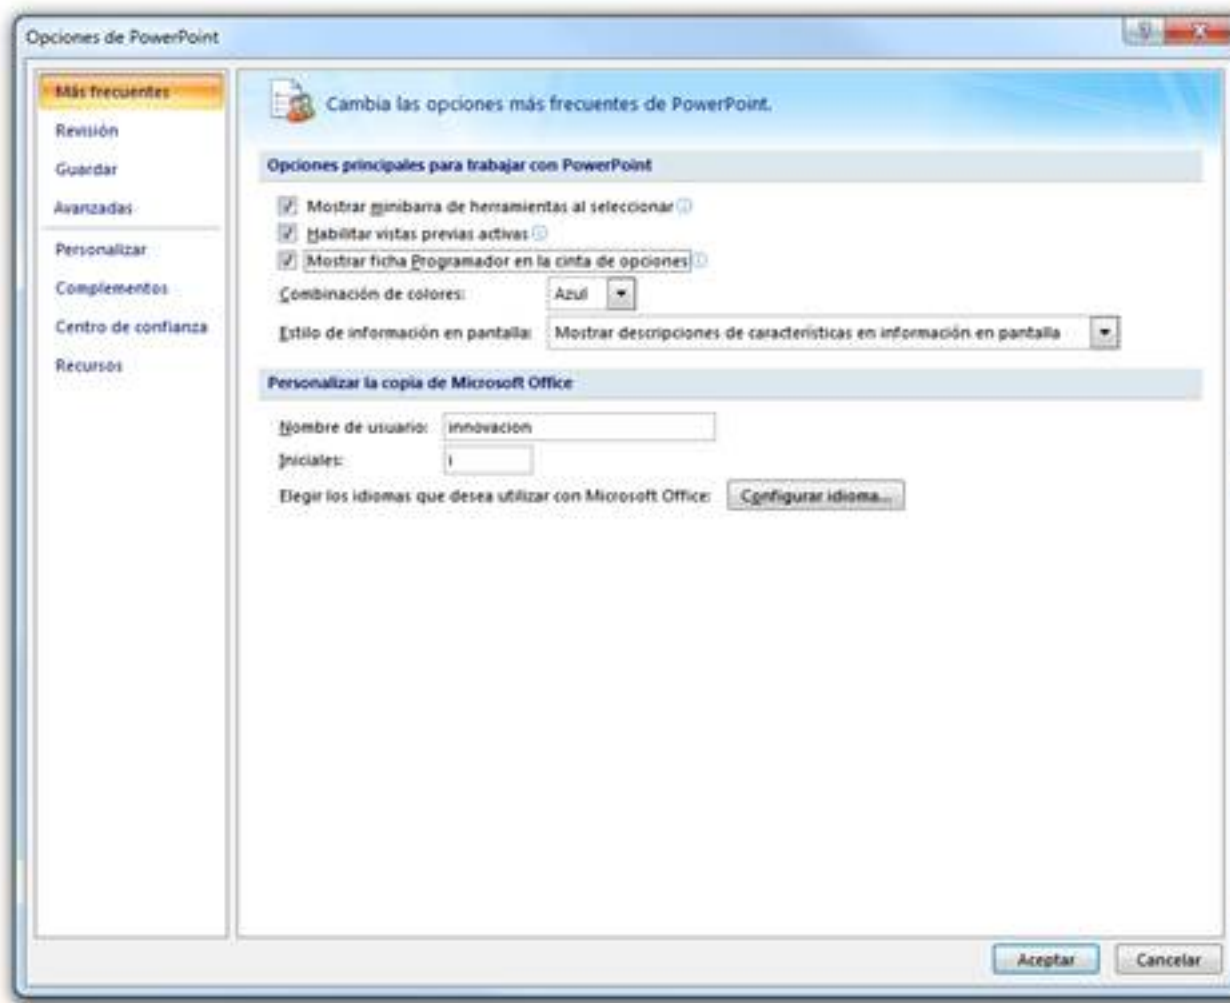 Opciones de PowerPoint
Más frecuentes
Revisión
Guardar
Avanzadas
Personalizar
Complementos
Centro de confianza
Recursos
Cambia las opciones más frecuentes de PowerPoint.
Opciones principales para trabajar con PowerPoint
Mostrar minibarra de herramientas al seleccionar
Habilitar vistas previas activas
Mostrar ficha Programador en la cinta de opciones
Combinación de colores: Azul
Estilo de información en pantalla: Mostrar descripciones de características en información en pantalla
Personalizar la copia de Microsoft Office
Nombre de usuario: innovacion
Iniciales: i
Elegir los idiomas que desea utilizar con Microsoft Office: Configurar idioma...
Aceptar Cancelar